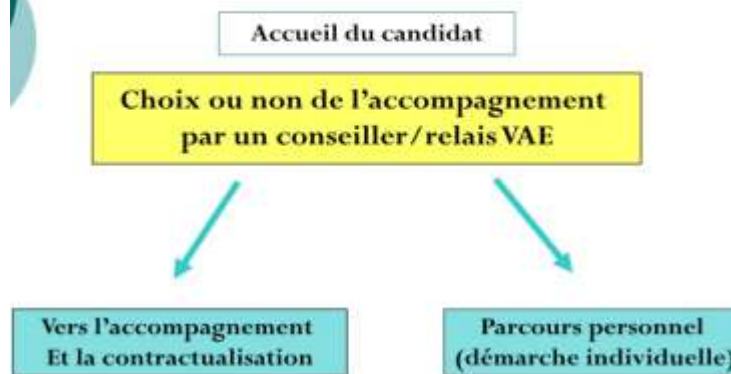 Accueil du candidat
Choix ou non de l'accompagnement
par un conseiller/relais VAE
Vers l'accompagnement
Et la contractualisation
Parcours personnel
(démarche individuelle)